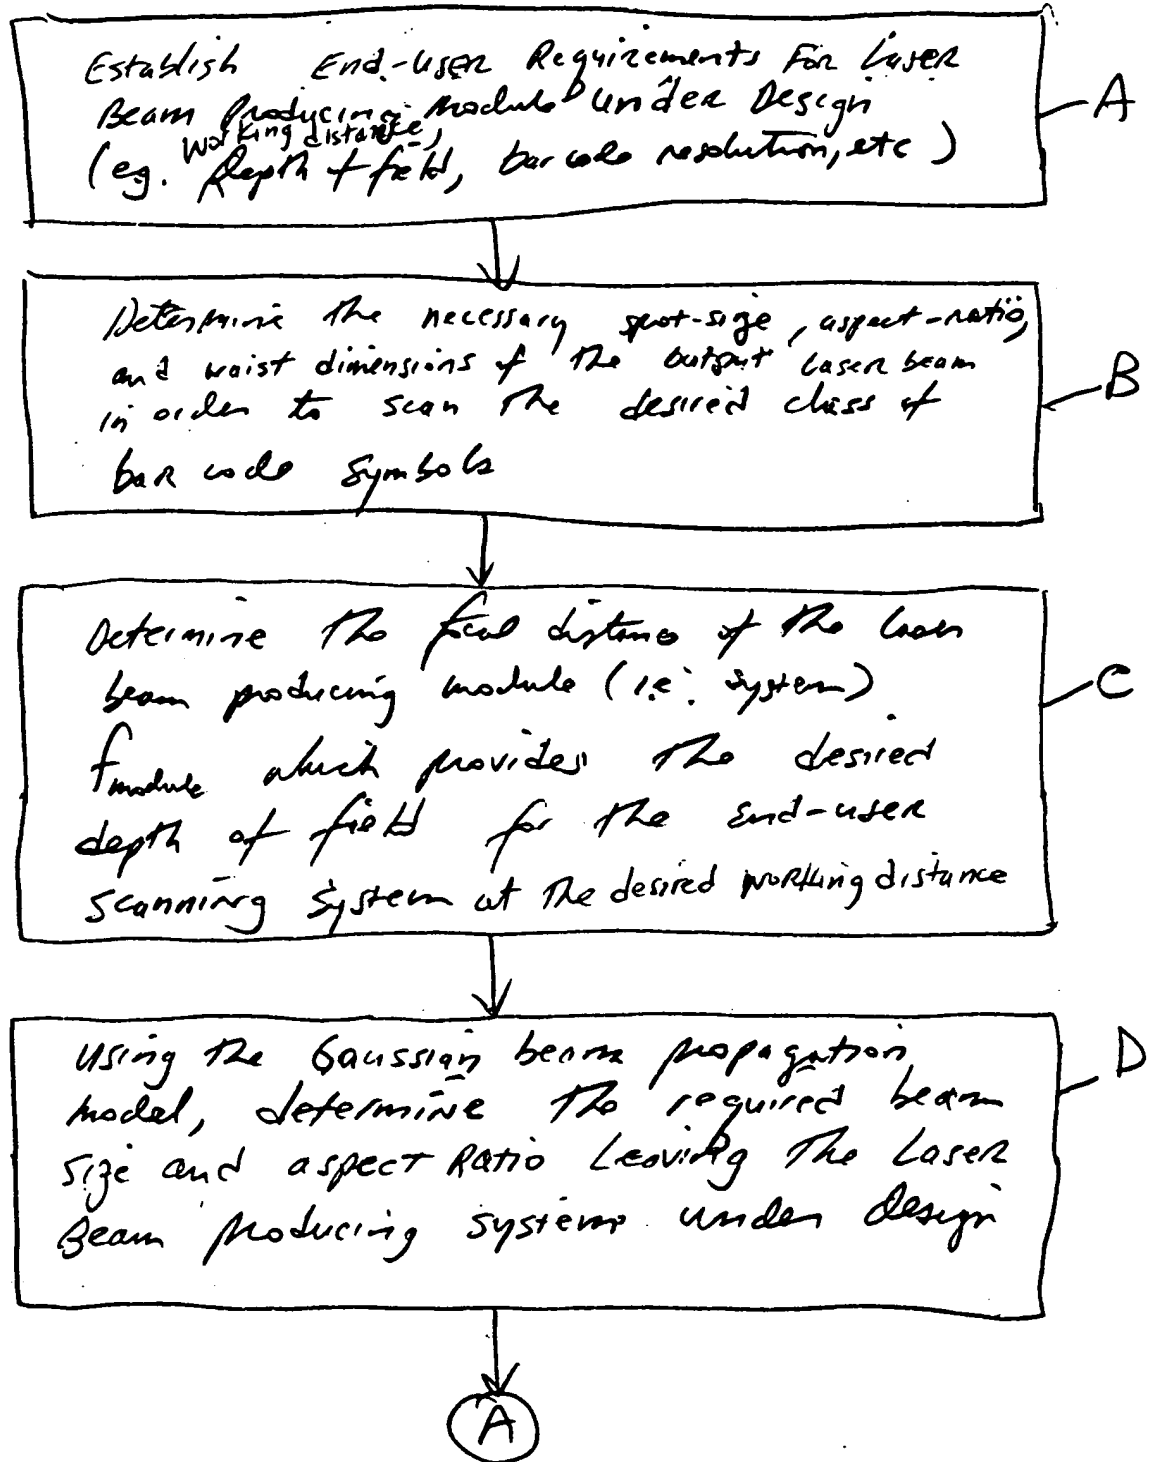 Establish End-User Requirements For Laser
Beam Producing Module Under Design
working distance,
(eg. Depth of field, bar code resolution, etc)
A
Determine the necessary spot-size, aspect-ratio,
and waist dimensions of the output laser beam
in order to scan the desired class of
bar code symbols
B
Determine the focal distance of the laser
beam producing module (i.e. system)
fmodule which provides the desired
depth of field for the end-user
scanning system at the desired working distance
C
Using the Gaussian beam propagation
model, determine the required beam
size and aspect Ratio Leaving The Laser
Beam Producing system under design
D
A